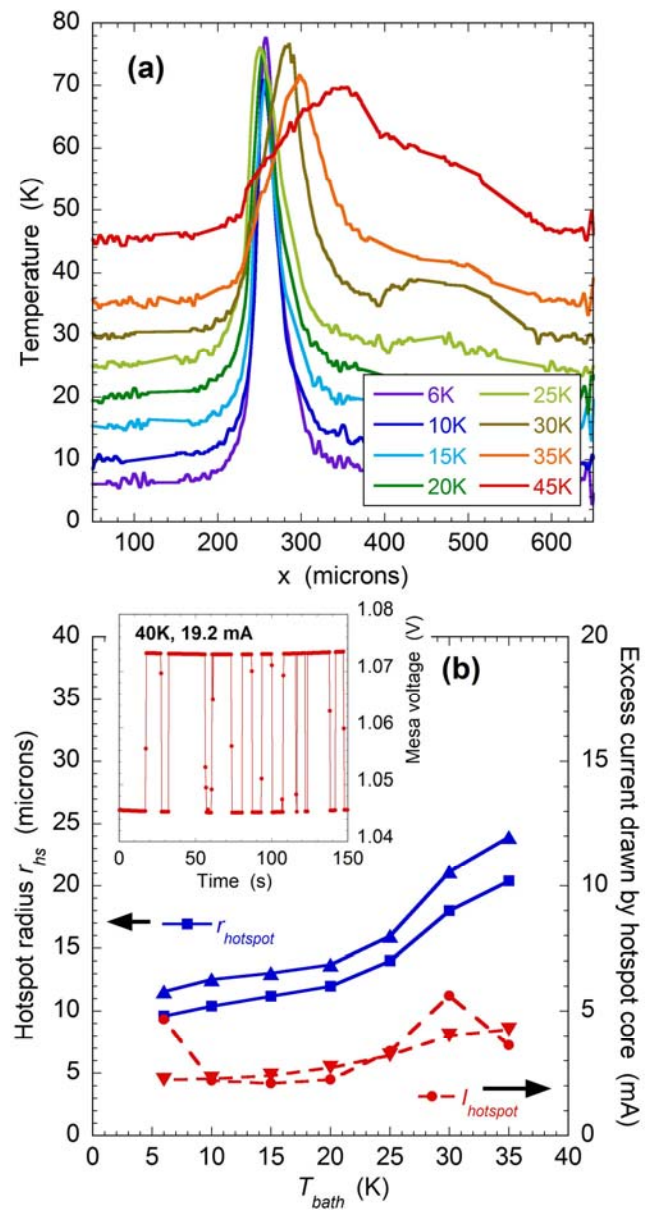 80
70
60
50
40
30
20
10
0
Temperature (K)
(a)
6K 25K
10K 30K
15K 35K
20K 45K
100 200 300 400 500 600
x (microns)
40
35
30
25
20
15
10
5
0
Hotspot radius r_hs (microns)
40K, 19.2 mA
1.08
1.07
1.06
1.05
1.04
Mesa voltage (V)
0 50 100 150
Time (s)
(b)
20
15
10
5
0
Excess current drawn by hotspot core (mA)
r_hotspot
I_hotspot
0 5 10 15 20 25 30 35 40
T_bath (K)